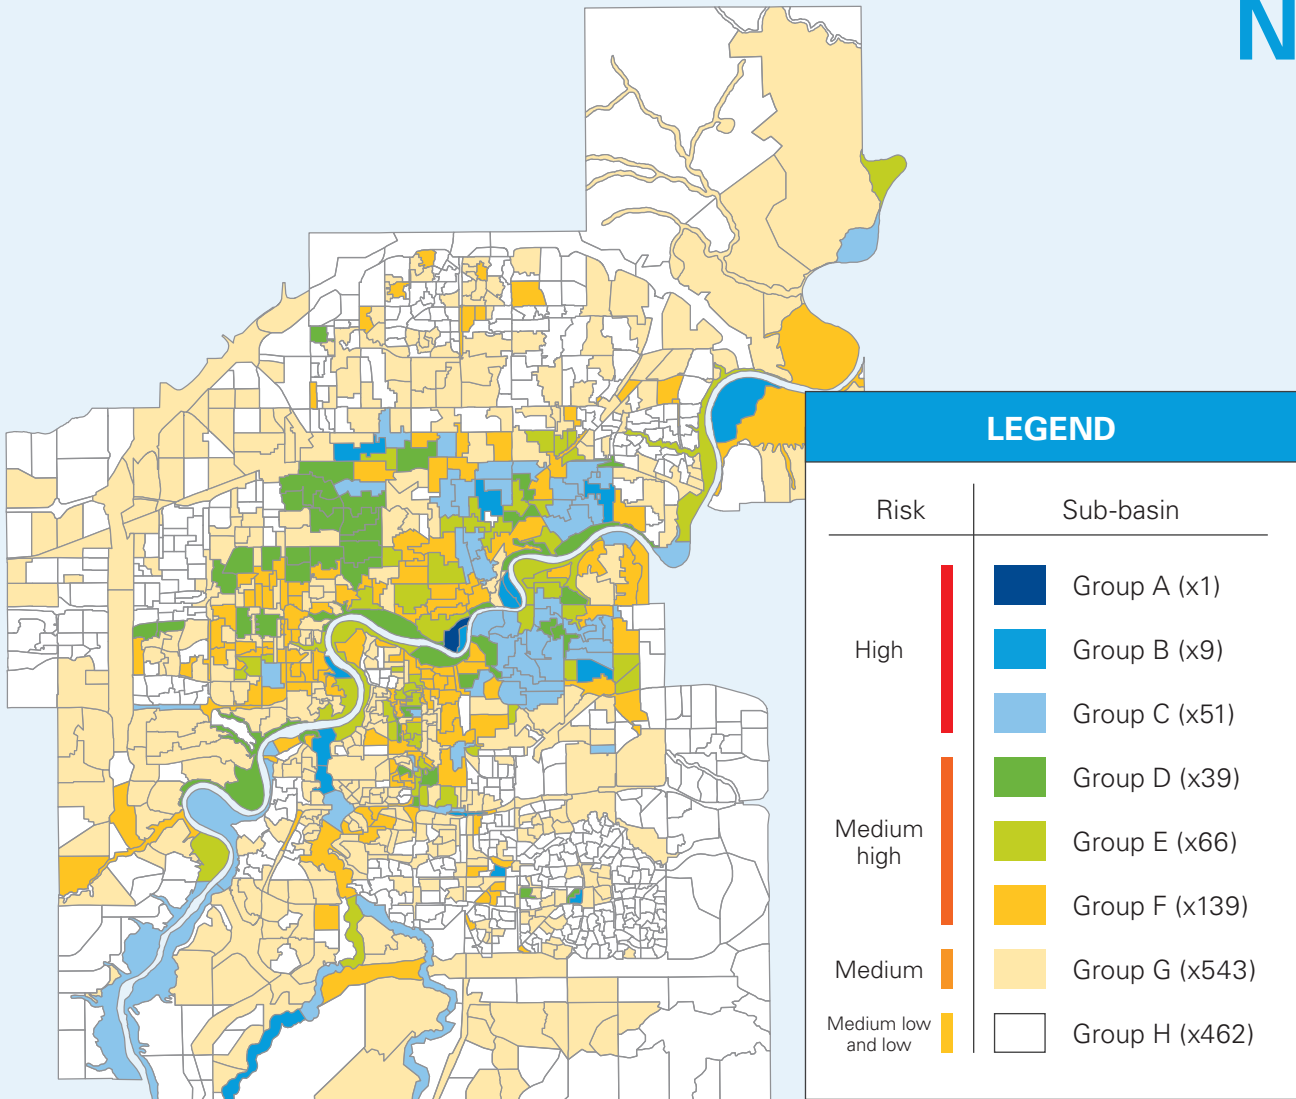 N
LEGEND
Risk
Sub-basin
High
Group A (x1)
Group B (x9)
Group C (x51)
Medium
high
Group D (x39)
Group E (x66)
Group F (x139)
Medium
Group G (x543)
Medium low
and low
Group H (x462)